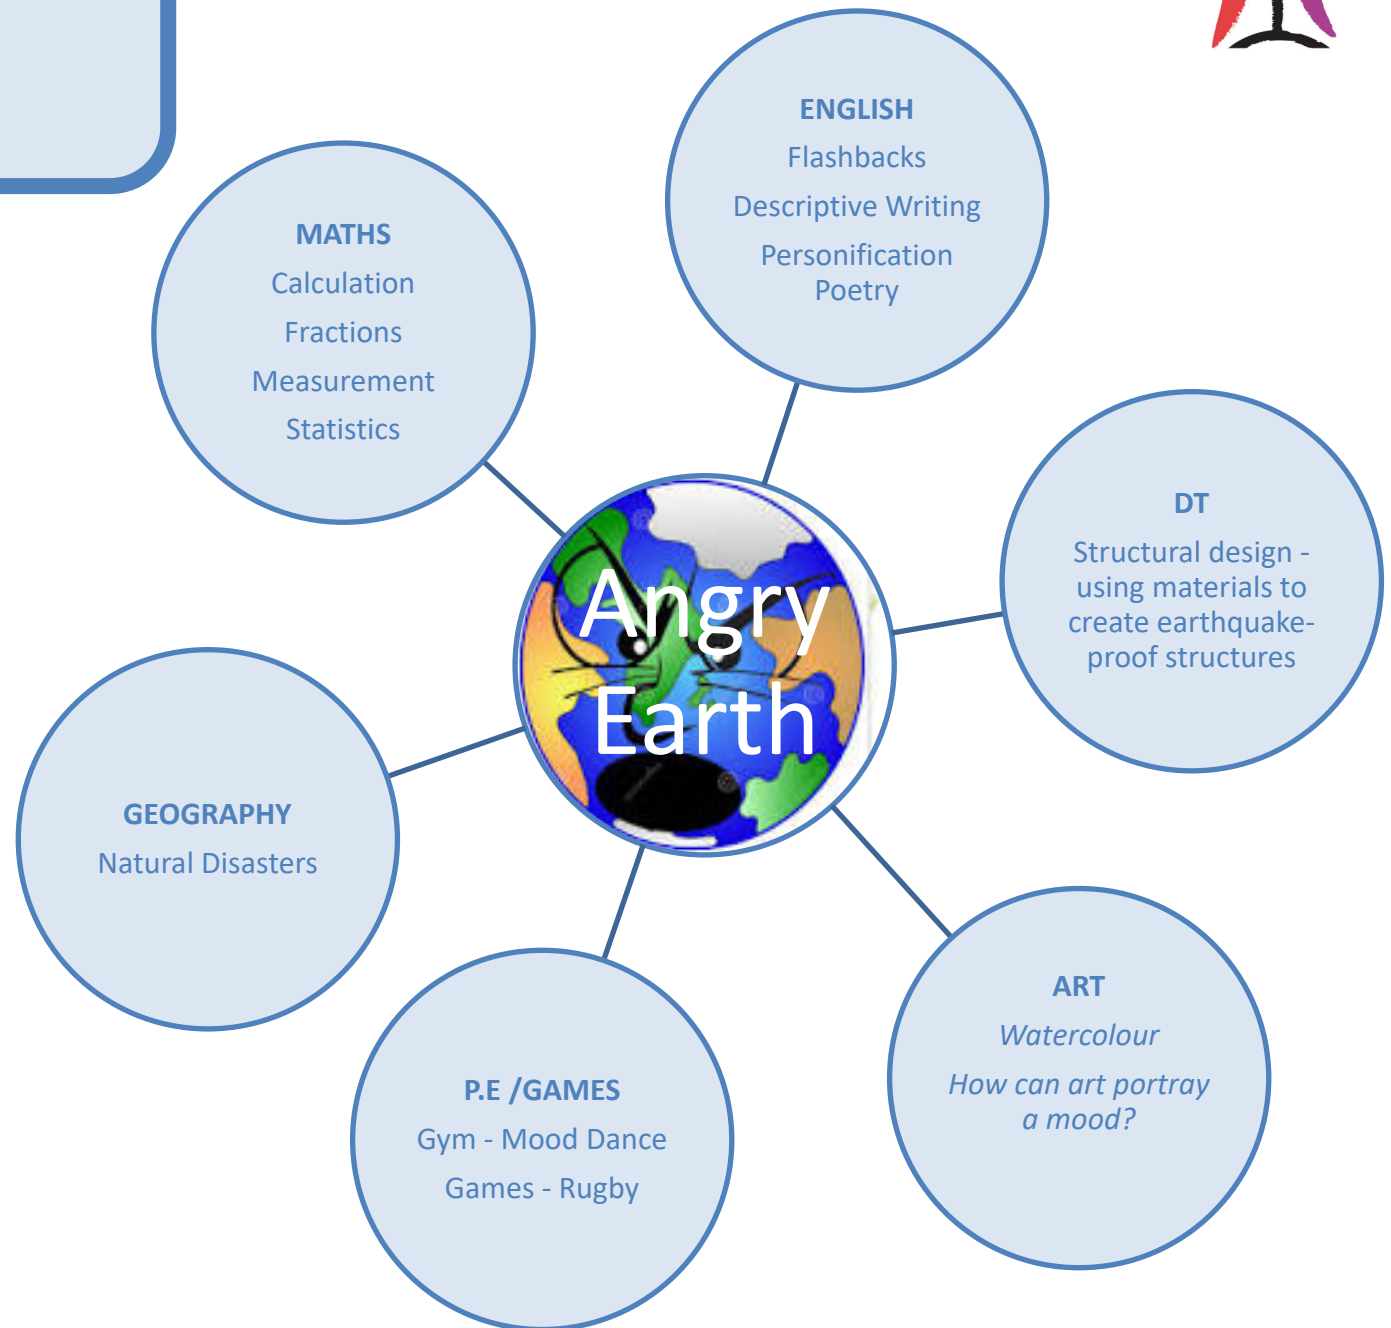 ENGLISH
Flashbacks
Descriptive Writing
Personification
Poetry
MATHS
Calculation
Fractions
Measurement
Statistics
DT
Structural design -
using materials to
create earthquake-
proof structures
Angry
Earth
GEOGRAPHY
Natural Disasters
ART
Watercolour
How can art portray
a mood?
P.E /GAMES
Gym - Mood Dance
Games - Rugby